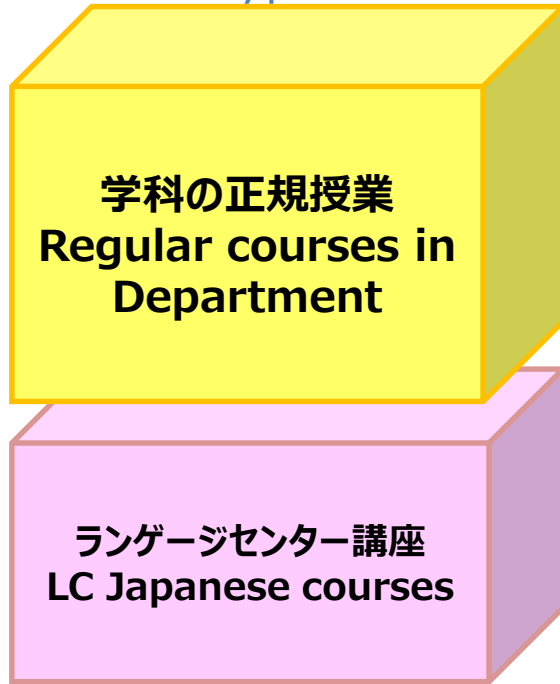 学科の正規授業
Regular courses in
Department
ランゲージセンター講座
LC Japanese courses